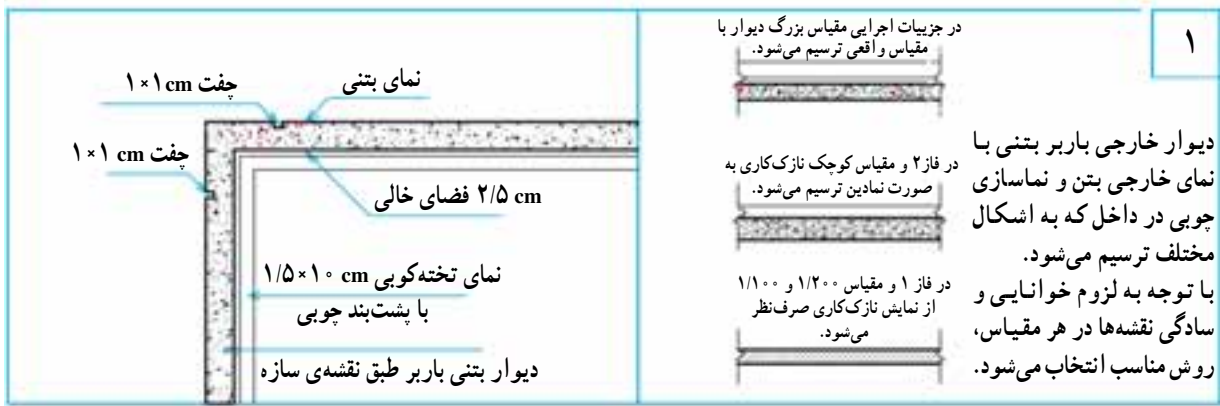 ۱
دیوار خارجی باربر بتنی با
نمای خارجی بتن و نماسازی
چوبی در داخل که به اشکال
مختلف ترسیم می‌شود.
با توجه به لزوم خوانایی و
سادگی نقشه‌ها در هر مقیاس،
روش مناسب انتخاب می‌شود.
در جزییات اجرایی مقیاس بزرگ دیوار با
مقیاس واقعی ترسیم می‌شود.
در فاز۲ و مقیاس کوچک نازک‌کاری به
صورت نمادین ترسیم می‌شود.
در فاز ۱ و مقیاس ۱/۲۰۰ و ۱/۱۰۰
از نمایش نازک‌کاری صرف‌نظر
می‌شود.
نمای بتنی
چفت ۱×۱cm
چفت ۱×۱ cm
۲/۵ cm فضای خالی
نمای تخته‌کوبی ۱/۵×۱۰ cm
با پشت‌بند چوبی
دیوار بتنی باربر طبق نقشه‌ی سازه